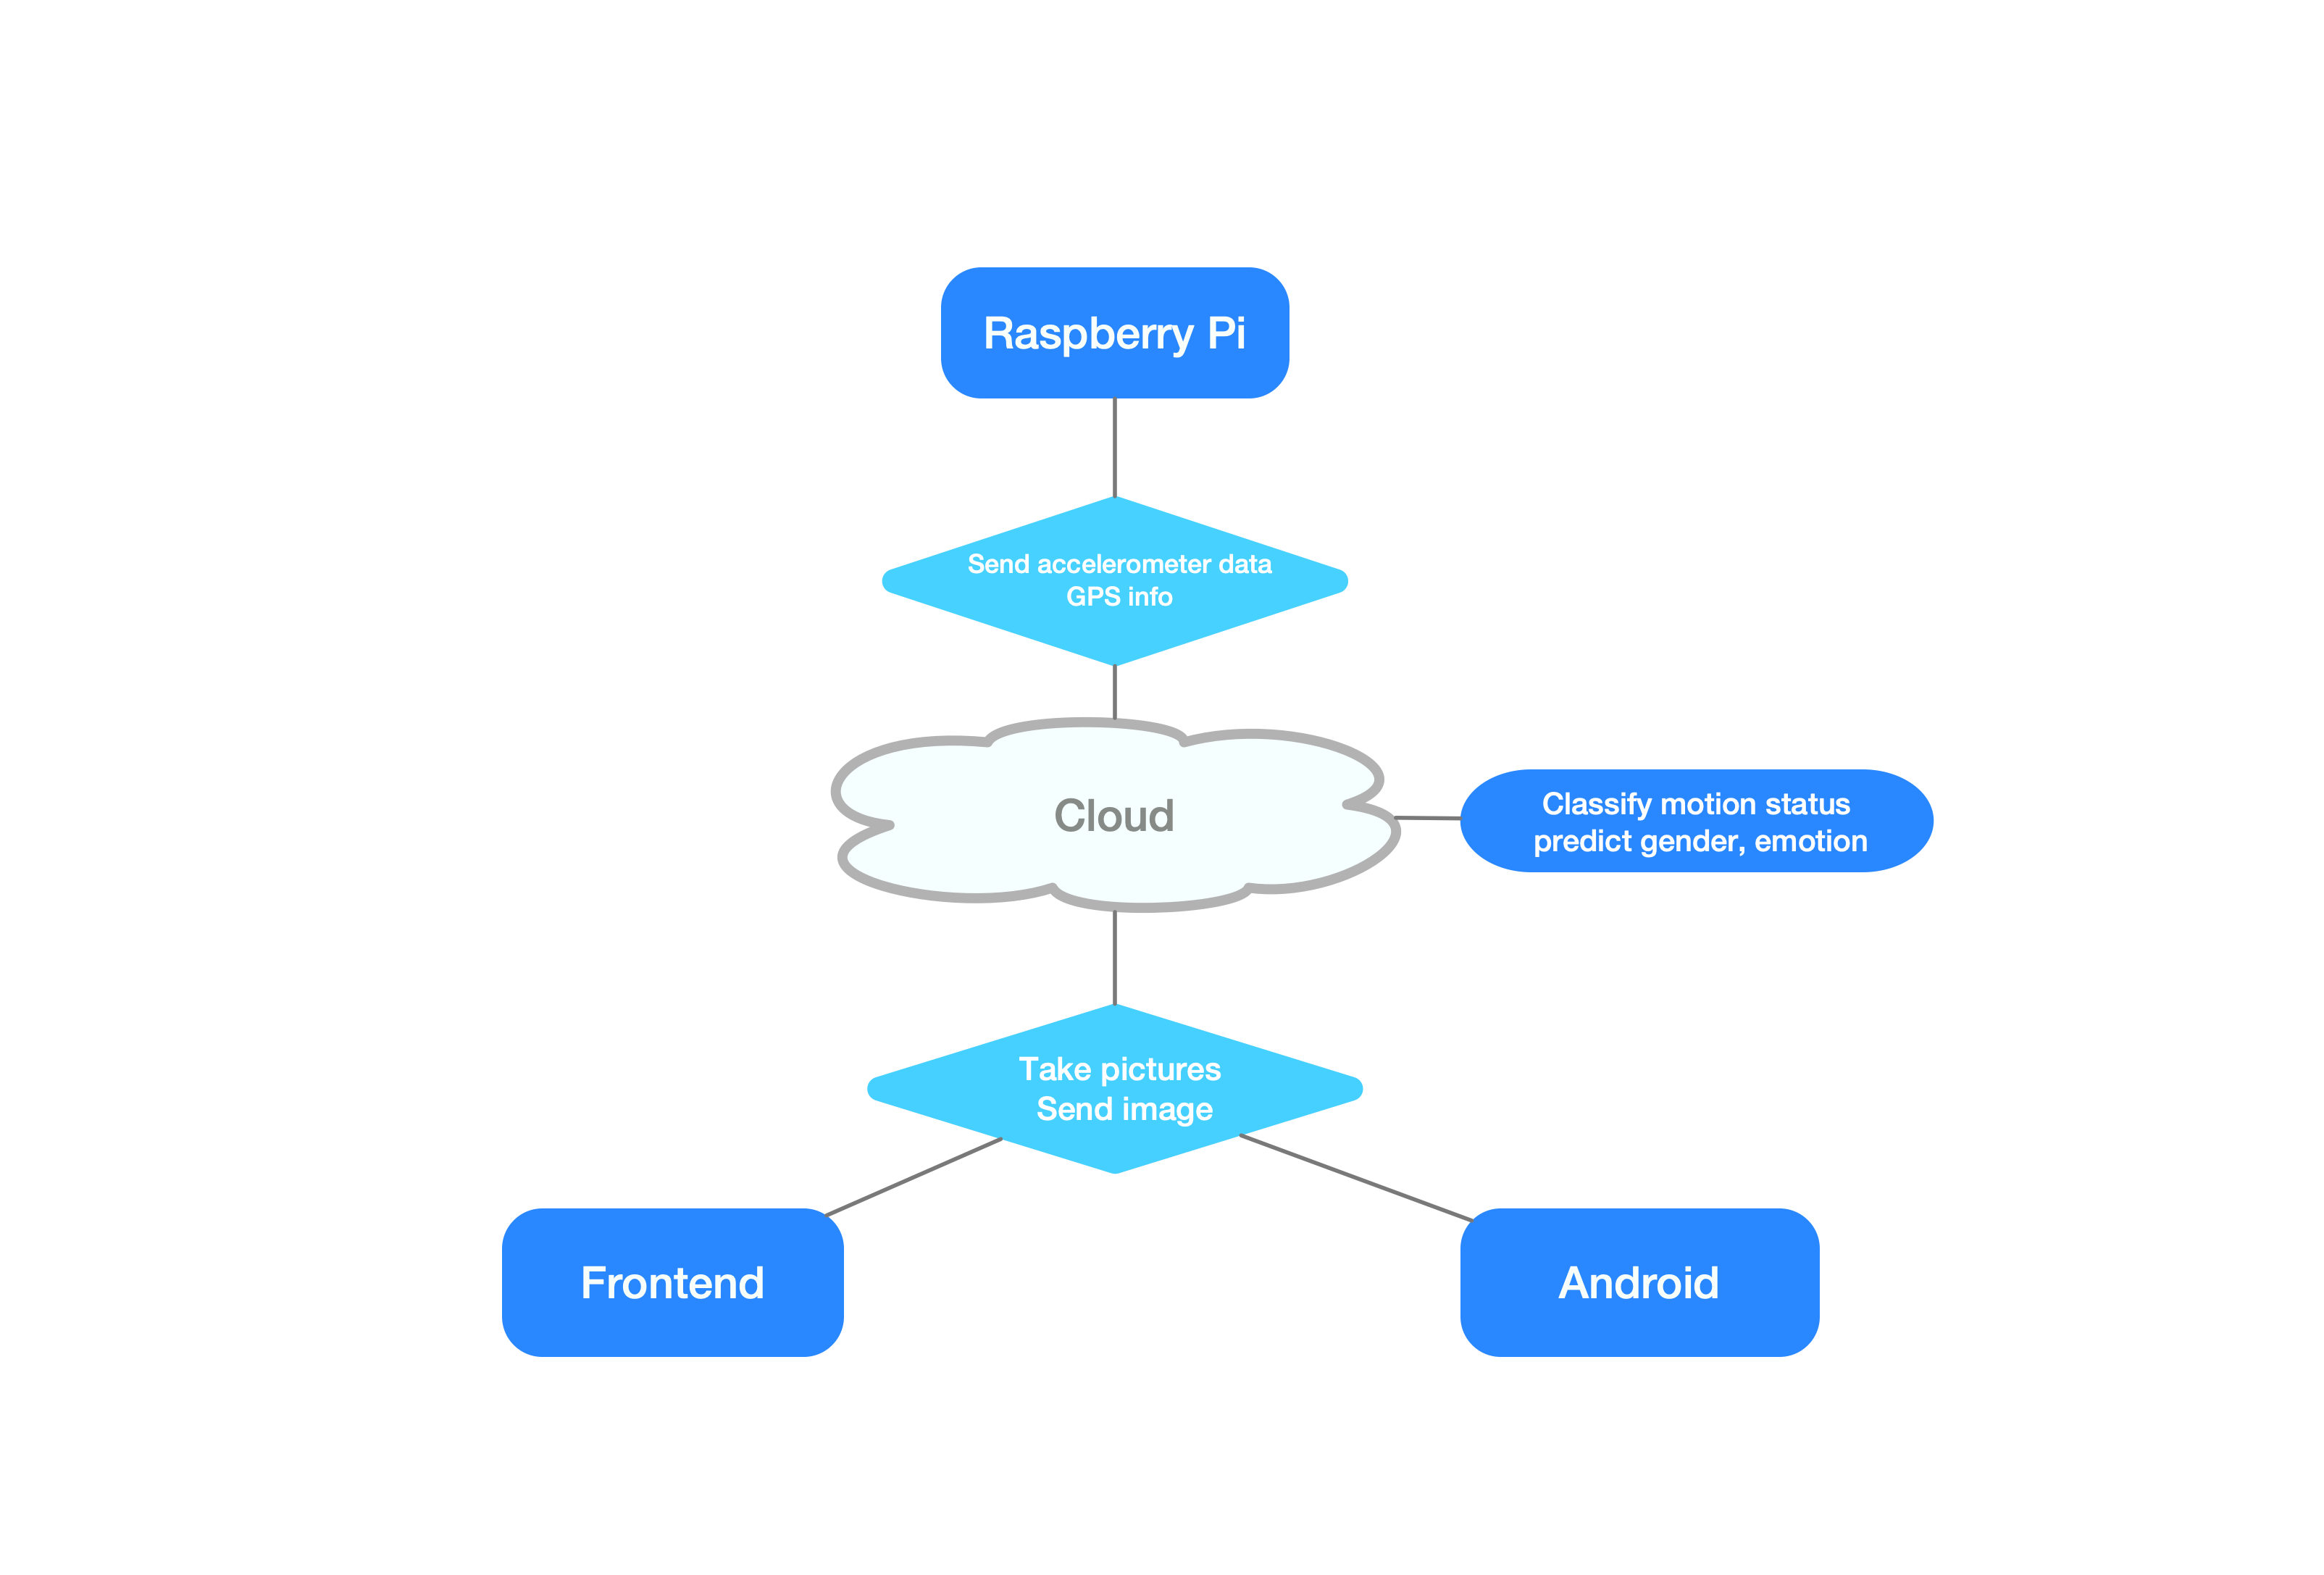 Raspberry Pi
Send accelerometer data
GPS info
Cloud
Classify motion status
predict gender, emotion
Take pictures
Send image
Frontend
Android